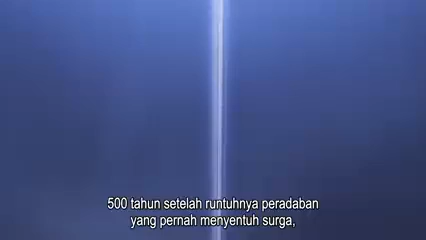 500 tahun setelah runtuhnya peradaban
yang pernah menyentuh surga,